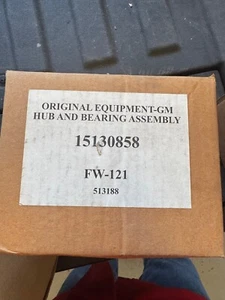 ORIGINAL EQUIPMENT-GM
HUB AND BEARING ASSEMBLY
15130858
FW-121
513188